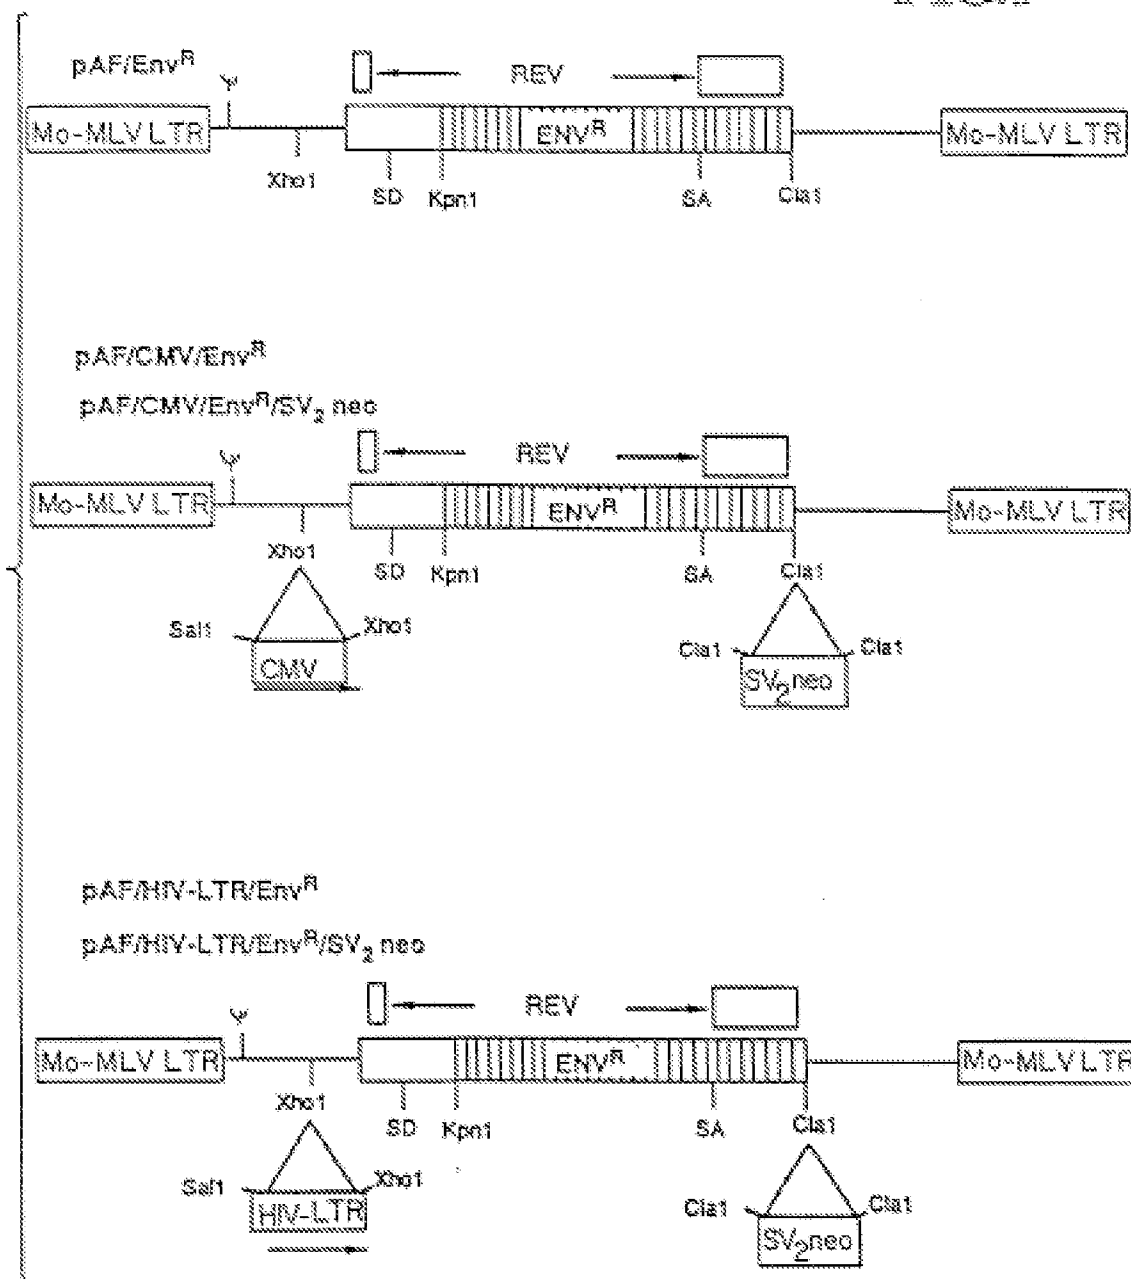 pAF/Env^R
Ψ
REV
Mo-MLV LTR
ENV^R
Mo-MLV LTR
Xho1
SD
Kpn1
SA
Cla1
pAF/CMV/Env^R
pAF/CMV/Env^R/SV₂ neo
Ψ
REV
Mo-MLV LTR
ENV^R
Mo-MLV LTR
Xho1
SD
Kpn1
SA
Cla1
Sal1
Xho1
Cla1
Cla1
CMV
SV₂neo
pAF/HIV-LTR/Env^R
pAF/HIV-LTR/Env^R/SV₂ neo
Ψ
REV
Mo-MLV LTR
ENV^R
Mo-MLV LTR
Xho1
SD
Kpn1
SA
Cla1
Sal1
Xho1
Cla1
Cla1
HIV-LTR
SV₂neo